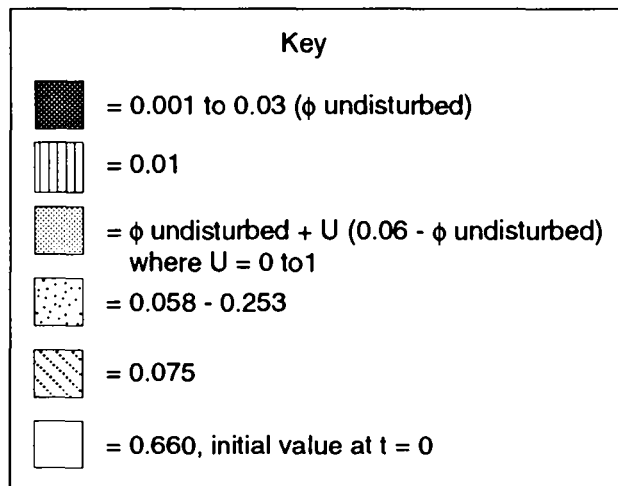 Key
= 0.001 to 0.03 (ϕ undisturbed)
= 0.01
= ϕ undisturbed + U (0.06 - ϕ undisturbed)
where U = 0 to1
= 0.058 - 0.253
= 0.075
= 0.660, initial value at t = 0